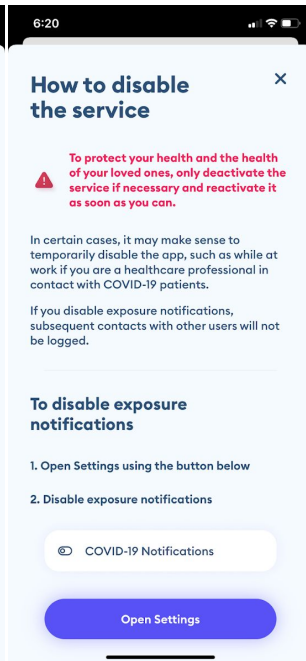 6:20
How to disable
the service
To protect your health and the health
of your loved ones, only deactivate the
service if necessary and reactivate it
as soon as you can.
In certain cases, it may make sense to
temporarily disable the app, such as while at
work if you are a healthcare professional in
contact with COVID-19 patients.
If you disable exposure notifications,
subsequent contacts with other users will not
be logged.
To disable exposure
notifications
1. Open Settings using the button below
2. Disable exposure notifications
COVID-19 Notifications
Open Settings